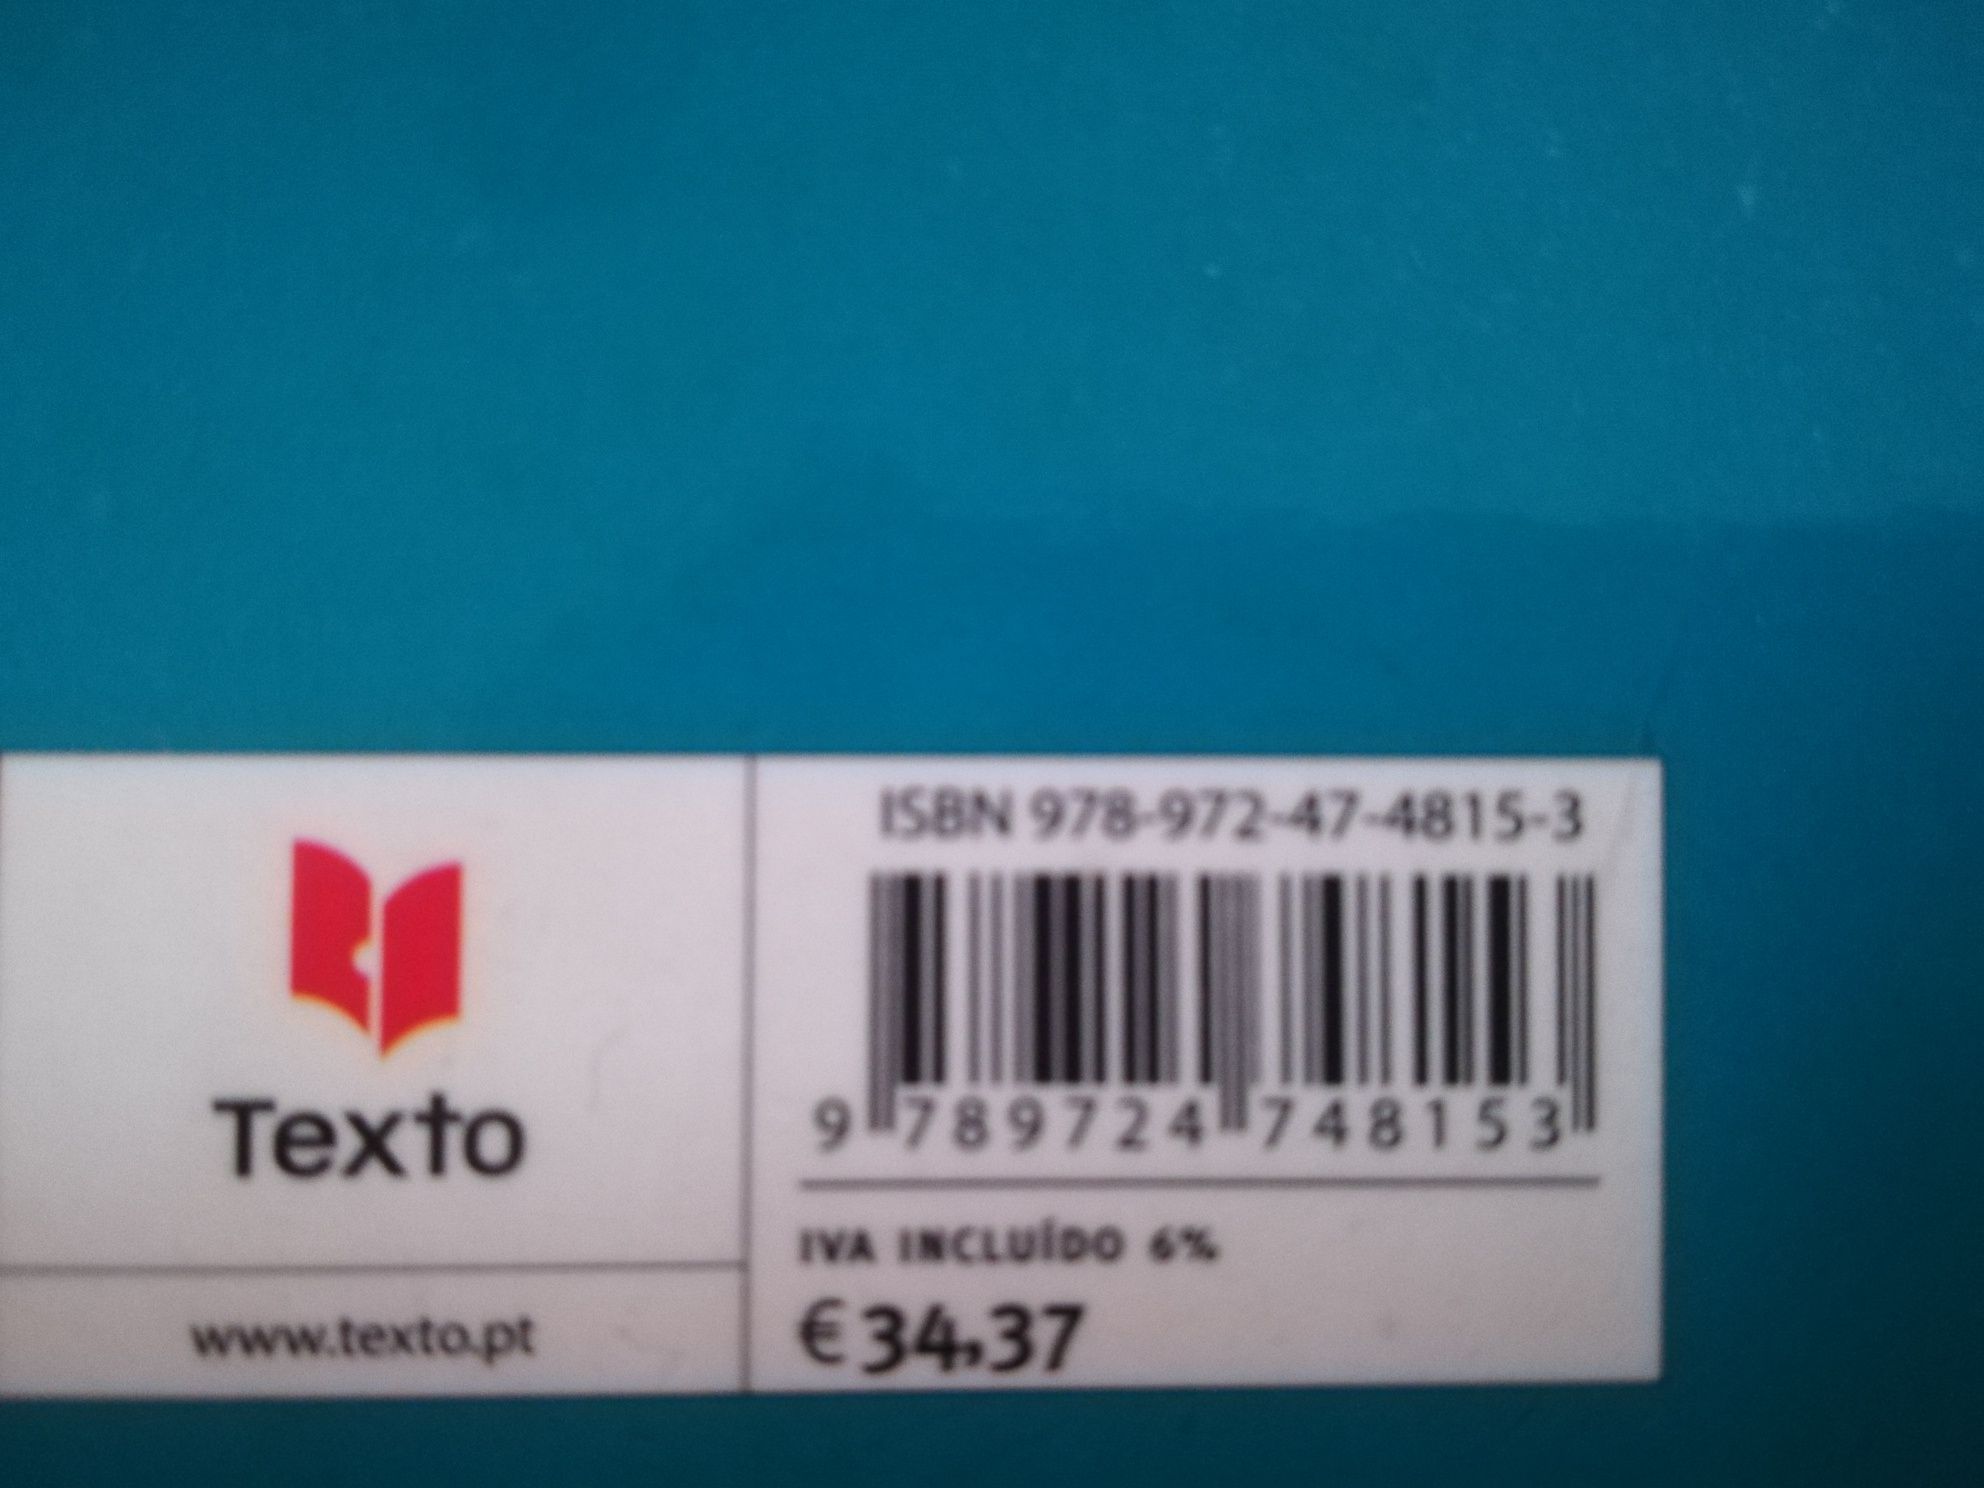 Texto
www.texto.pt
ISBN 978-972-47-4815-3
9 789724 748153
IVA INCLUÍDO 6%
€34,37